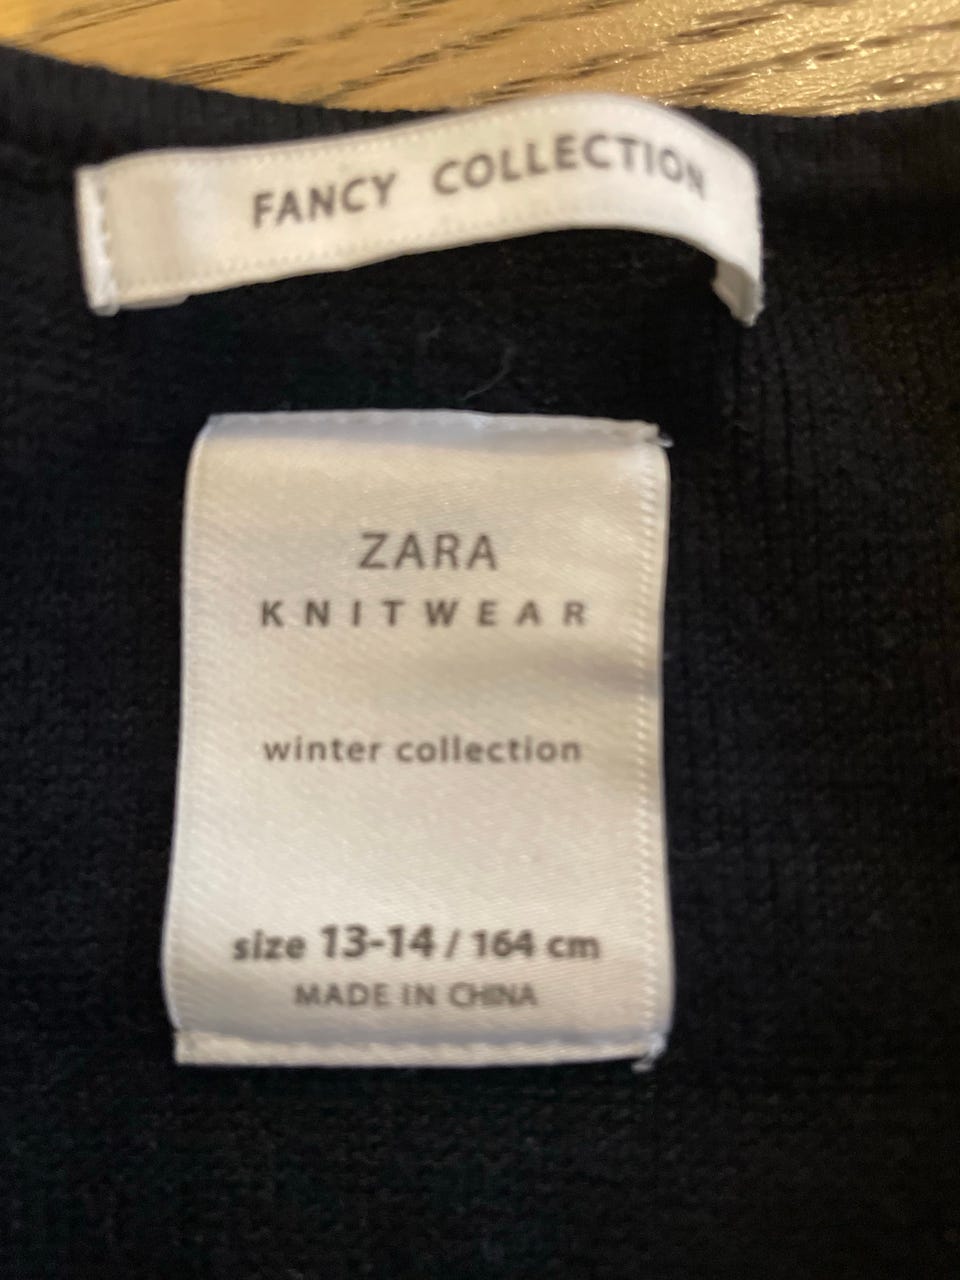 FANCY COLLECTION
ZARA
KNITWEAR
winter collection
size 13-14 / 164 cm
MADE IN CHINA